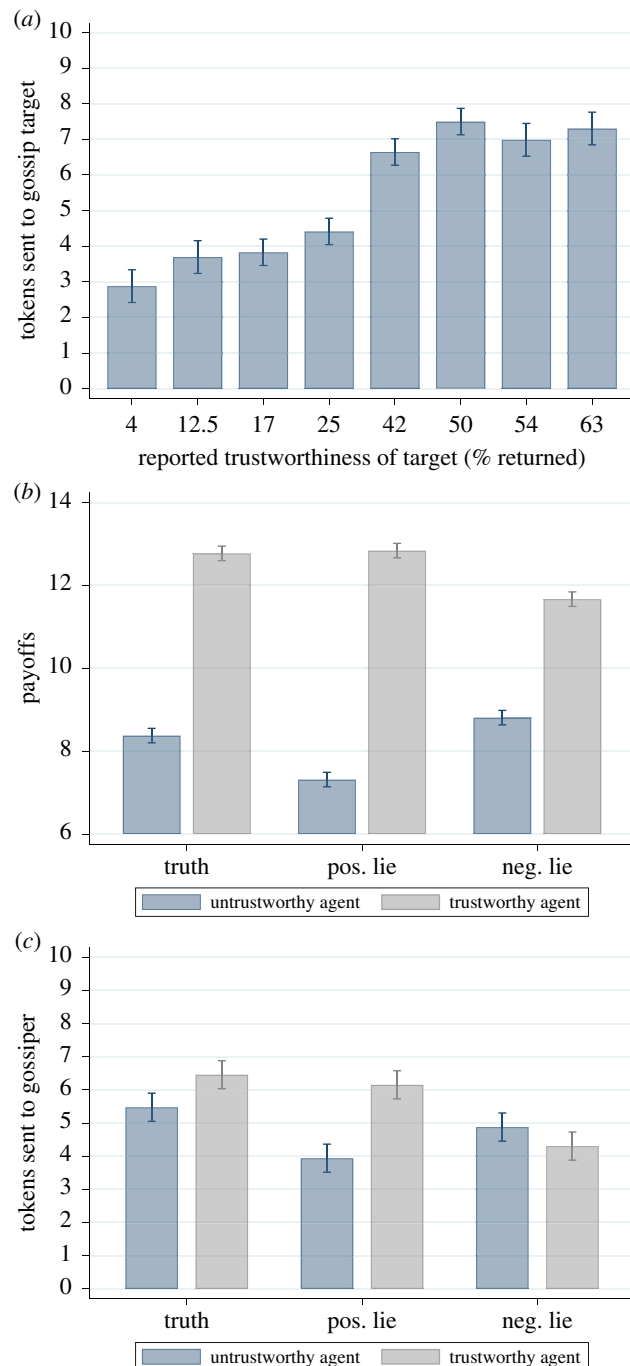 (a)
10
9
8
7
6
5
4
3
2
1
0
tokens sent to gossip target
4 12.5 17 25 42 50 54 63
reported trustworthiness of target (% returned)
(b)
14
12
10
8
6
payoffs
truth pos. lie neg. lie
untrustworthy agent trustworthy agent
(c)
10
9
8
7
6
5
4
3
2
1
0
tokens sent to gossiper
truth pos. lie neg. lie
untrustworthy agent trustworthy agent